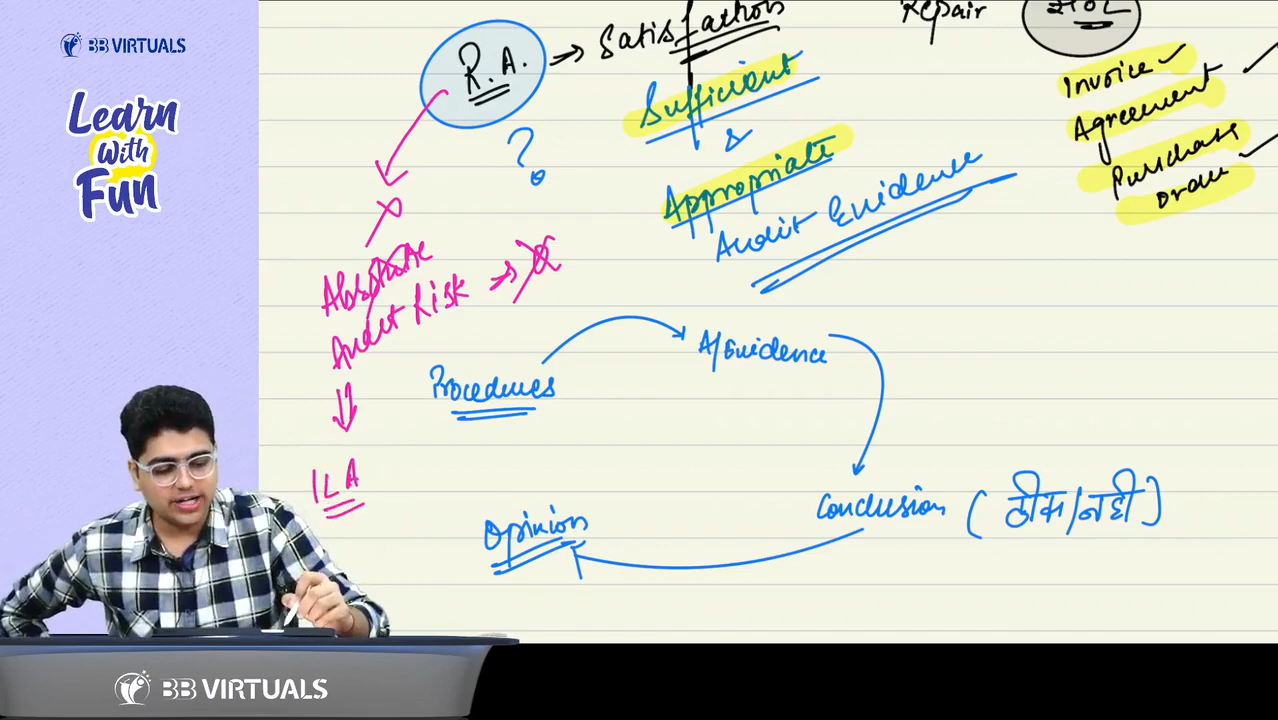 BB VIRTUALS
Learn
with
Fun
R.A. → Satisfaction
Sufficient
&
Appropriate
Audit Evidence
?
Repair
Invoice ✓
Agreement ✓
Purchase ✓
order
Absolute
Audit Risk →
ILA
Procedures
A/Evidence
Conclusion (ठीक/नहीं)
Opinion
BB VIRTUALS